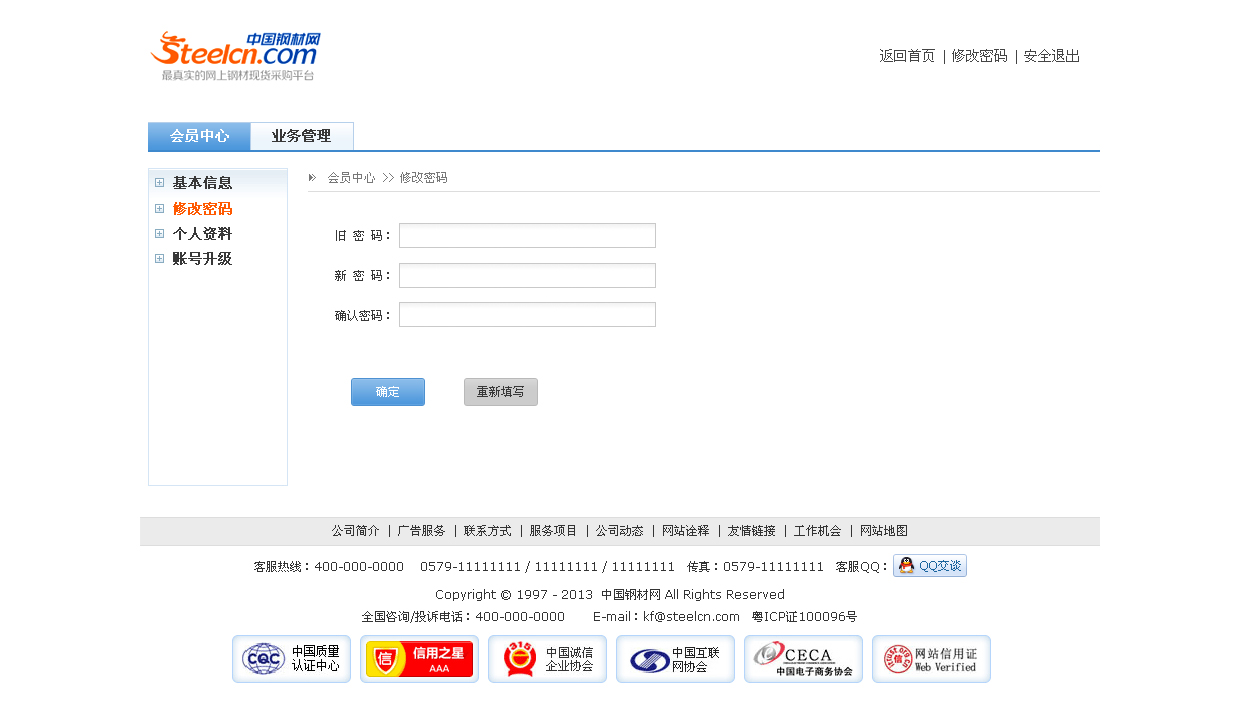 中国钢材网
Steelcn.com
最真实的网上钢材现货采购平台
返回首页 | 修改密码 | 安全退出
会员中心 业务管理
基本信息
修改密码
个人资料
账号升级
会员中心 >> 修改密码
旧 密 码：
新 密 码：
确认密码：
确定 重新填写
公司简介 | 广告服务 | 联系方式 | 服务项目 | 公司动态 | 网站诠释 | 友情链接 | 工作机会 | 网站地图
客服热线：400-000-0000 0579-11111111 / 11111111 / 11111111 传真：0579-11111111 客服QQ： QQ交谈
Copyright © 1997 - 2013 中国钢材网 All Rights Reserved
全国咨询/投诉电话：400-000-0000 E-mail：kf@steelcn.com 粤ICP证100096号
CQC 中国质量
认证中心
信 信用之星
AAA
315 中国诚信
企业协会
中国互联
网协会
CECA
中国电子商务协会
网站信用证
Web Verified